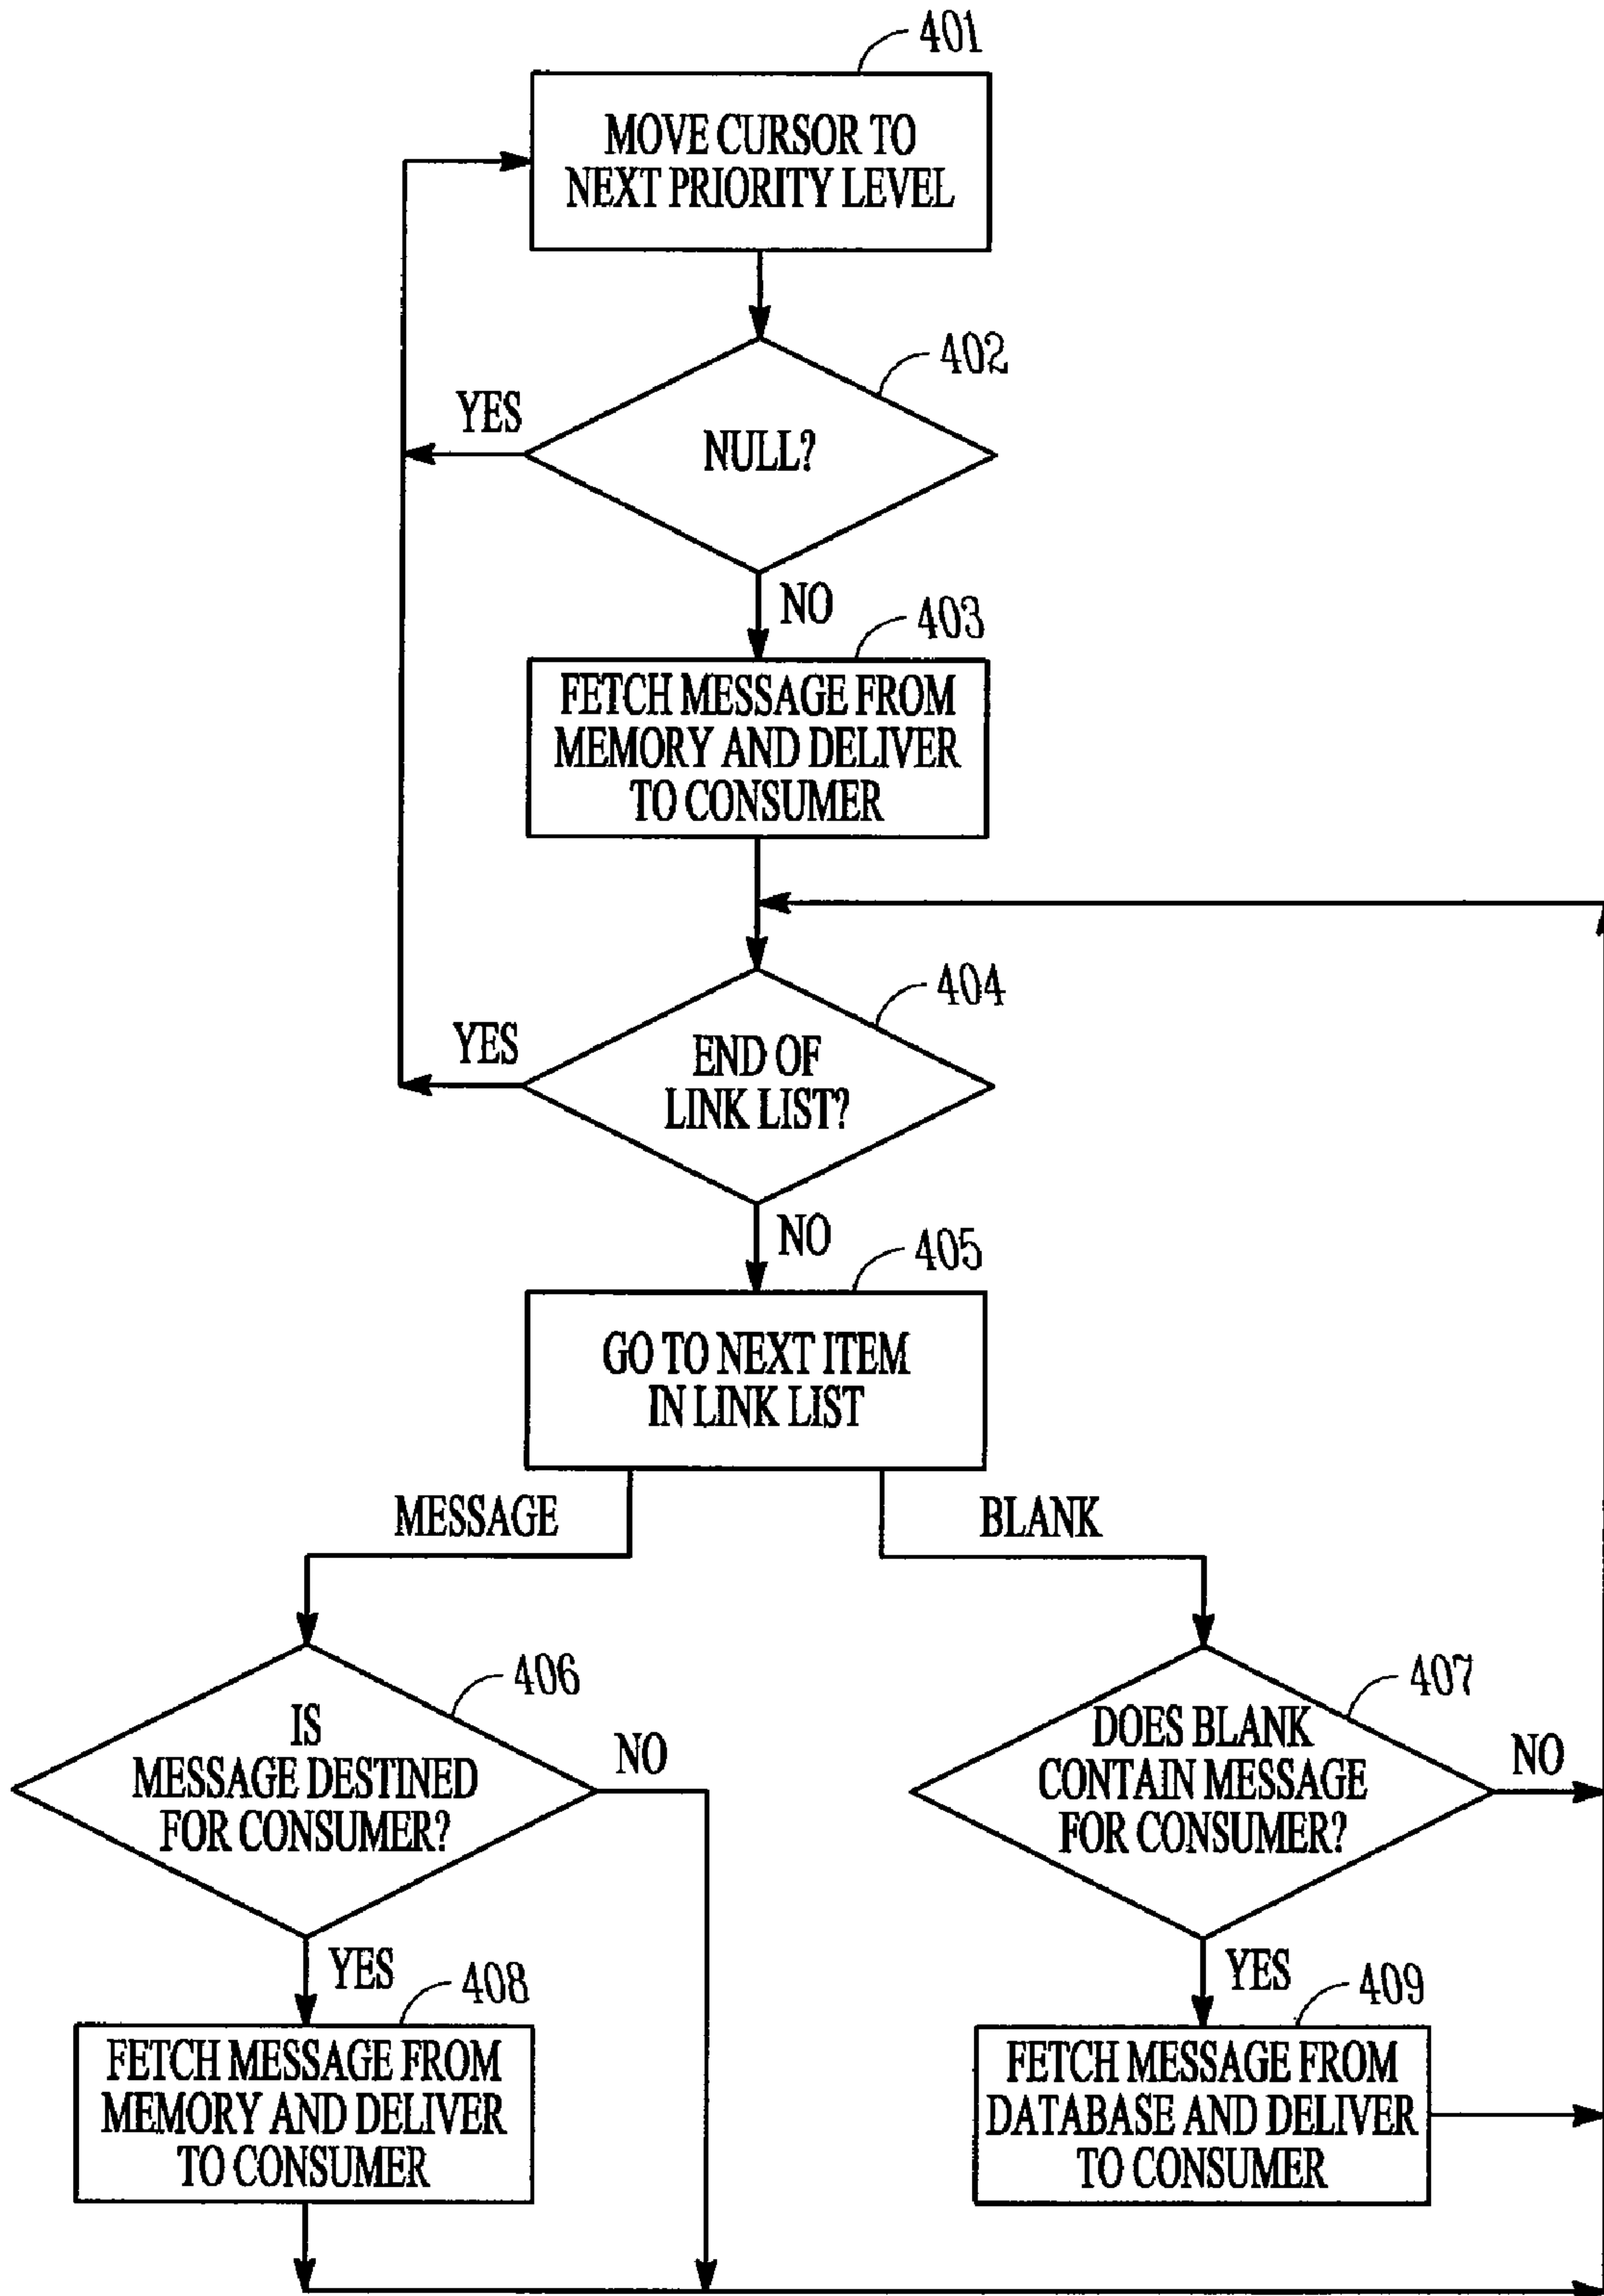 401
MOVE CURSOR TO
NEXT PRIORITY LEVEL
402
YES
NULL?
NO
403
FETCH MESSAGE FROM
MEMORY AND DELIVER
TO CONSUMER
404
YES
END OF
LINK LIST?
NO
405
GO TO NEXT ITEM
IN LINK LIST
MESSAGE
BLANK
406
IS
MESSAGE DESTINED
FOR CONSUMER?
NO
407
DOES BLANK
CONTAIN MESSAGE
FOR CONSUMER?
NO
YES
408
FETCH MESSAGE FROM
MEMORY AND DELIVER
TO CONSUMER
YES
409
FETCH MESSAGE FROM
DATABASE AND DELIVER
TO CONSUMER